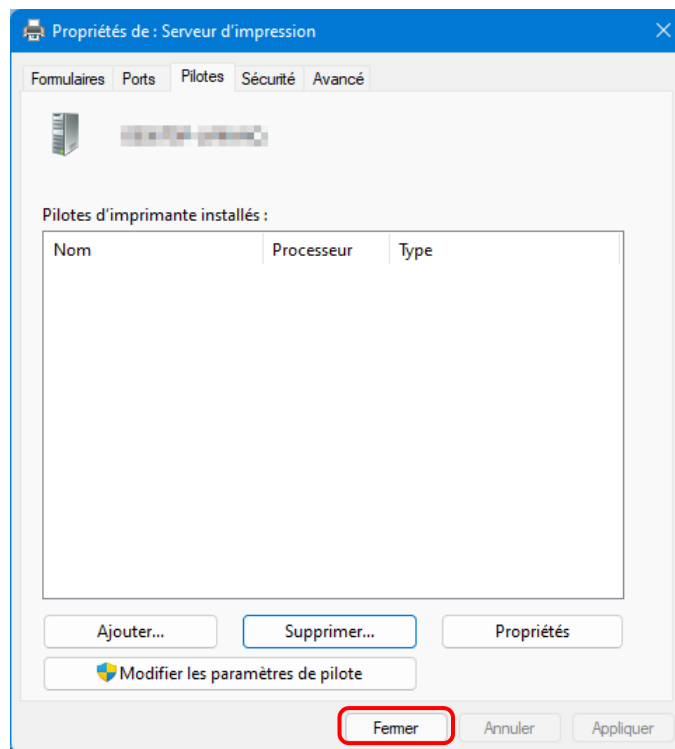 Propriétés de : Serveur d'impression
Formulaires Ports Pilotes Sécurité Avancé
Pilotes d'imprimante installés :
Nom Processeur Type
Ajouter... Supprimer... Propriétés
Modifier les paramètres de pilote
Fermer Annuler Appliquer